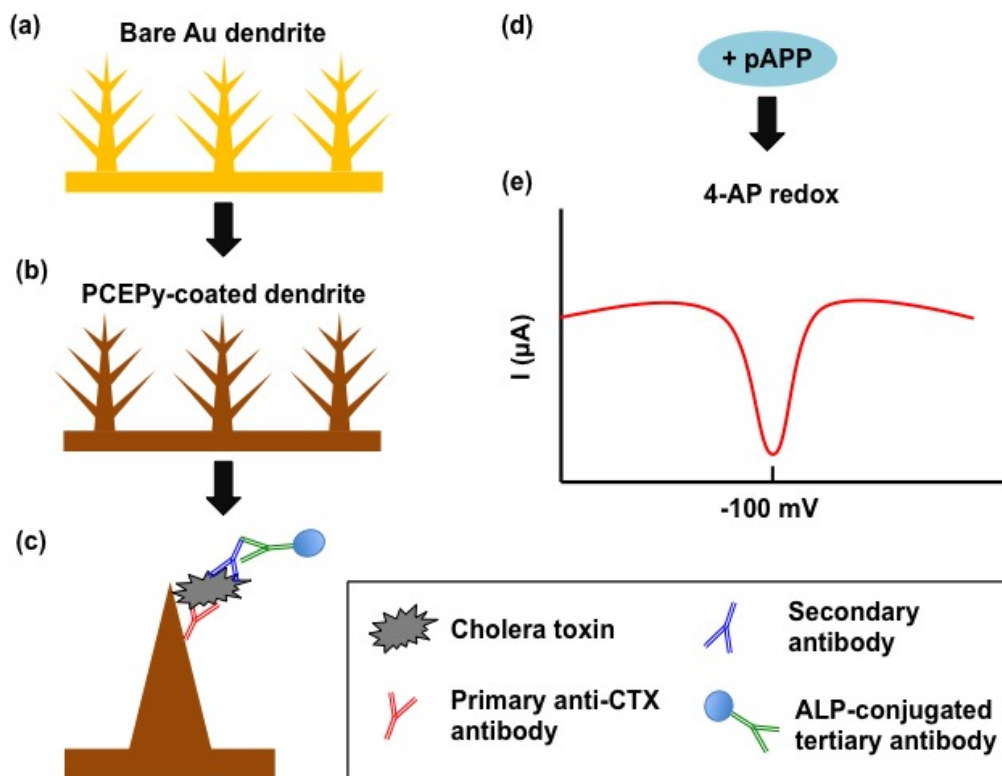 (a)
Bare Au dendrite
(b)
PCEPy-coated dendrite
(c)
(d)
+ pAPP
(e)
4-AP redox
I (µA)
-100 mV
Cholera toxin
Primary anti-CTX
antibody
Secondary
antibody
ALP-conjugated
tertiary antibody